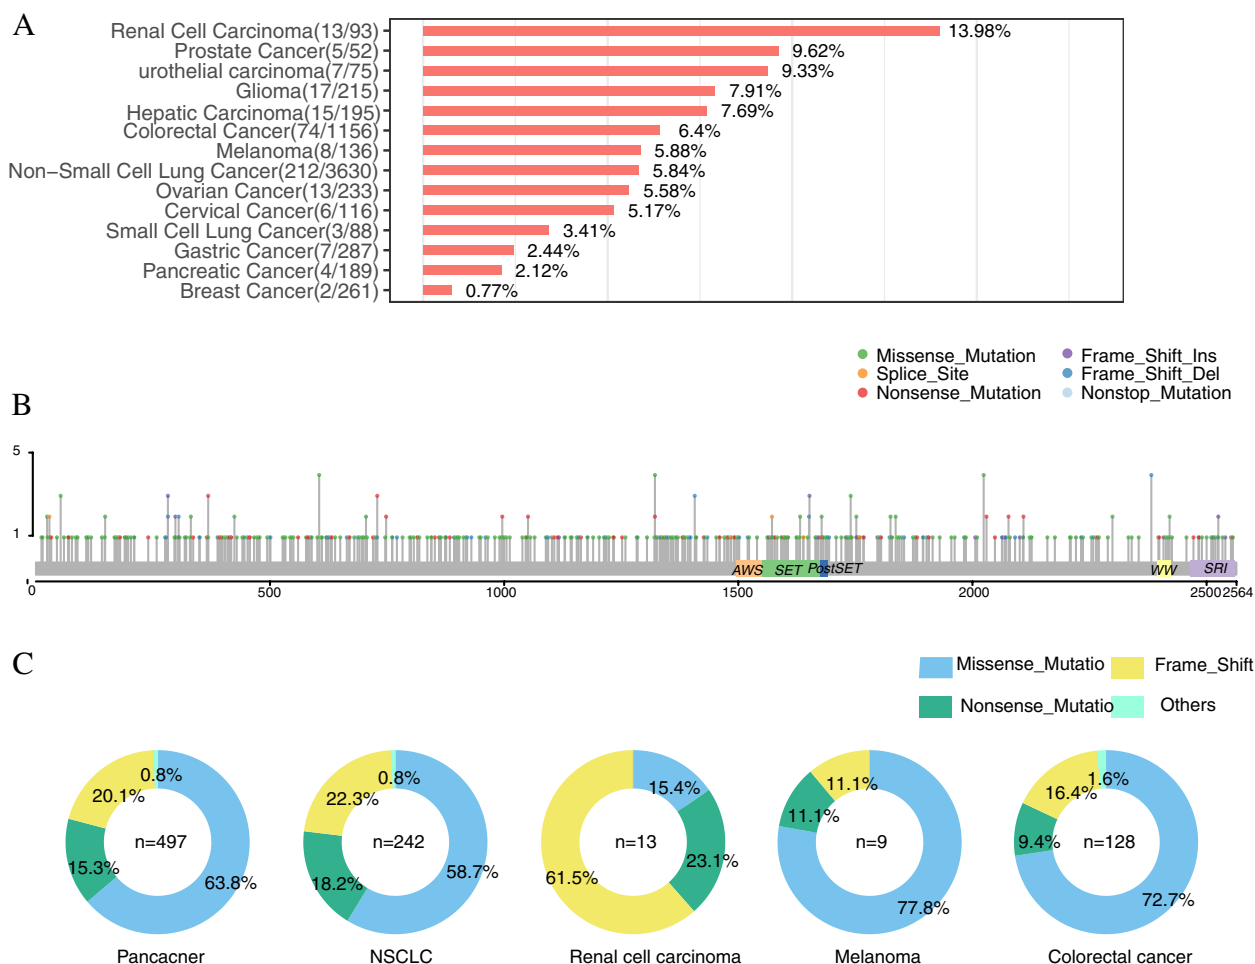 A
Renal Cell Carcinoma(13/93) 13.98%
Prostate Cancer(5/52) 9.62%
urothelial carcinoma(7/75) 9.33%
Glioma(17/215) 7.91%
Hepatic Carcinoma(15/195) 7.69%
Colorectal Cancer(74/1156) 6.4%
Melanoma(8/136) 5.88%
Non-Small Cell Lung Cancer(212/3630) 5.84%
Ovarian Cancer(13/233) 5.58%
Cervical Cancer(6/116) 5.17%
Small Cell Lung Cancer(3/88) 3.41%
Gastric Cancer(7/287) 2.44%
Pancreatic Cancer(4/189) 2.12%
Breast Cancer(2/261) 0.77%
Missense_Mutation Frame_Shift_Ins
Splice_Site Frame_Shift_Del
Nonsense_Mutation Nonstop_Mutation
B
5
1
AWS SET PostSET WW SRI
0 500 1000 1500 2000 2500 2564
C
Missense_Mutatio Frame_Shift
Nonsense_Mutatio Others
0.8% 20.1% 15.3% 63.8% n=497
0.8% 22.3% 18.2% 58.7% n=242
15.4% 23.1% 61.5% n=13
11.1% 11.1% 77.8% n=9
1.6% 16.4% 9.4% 72.7% n=128
Pancacner NSCLC Renal cell carcinoma Melanoma Colorectal cancer